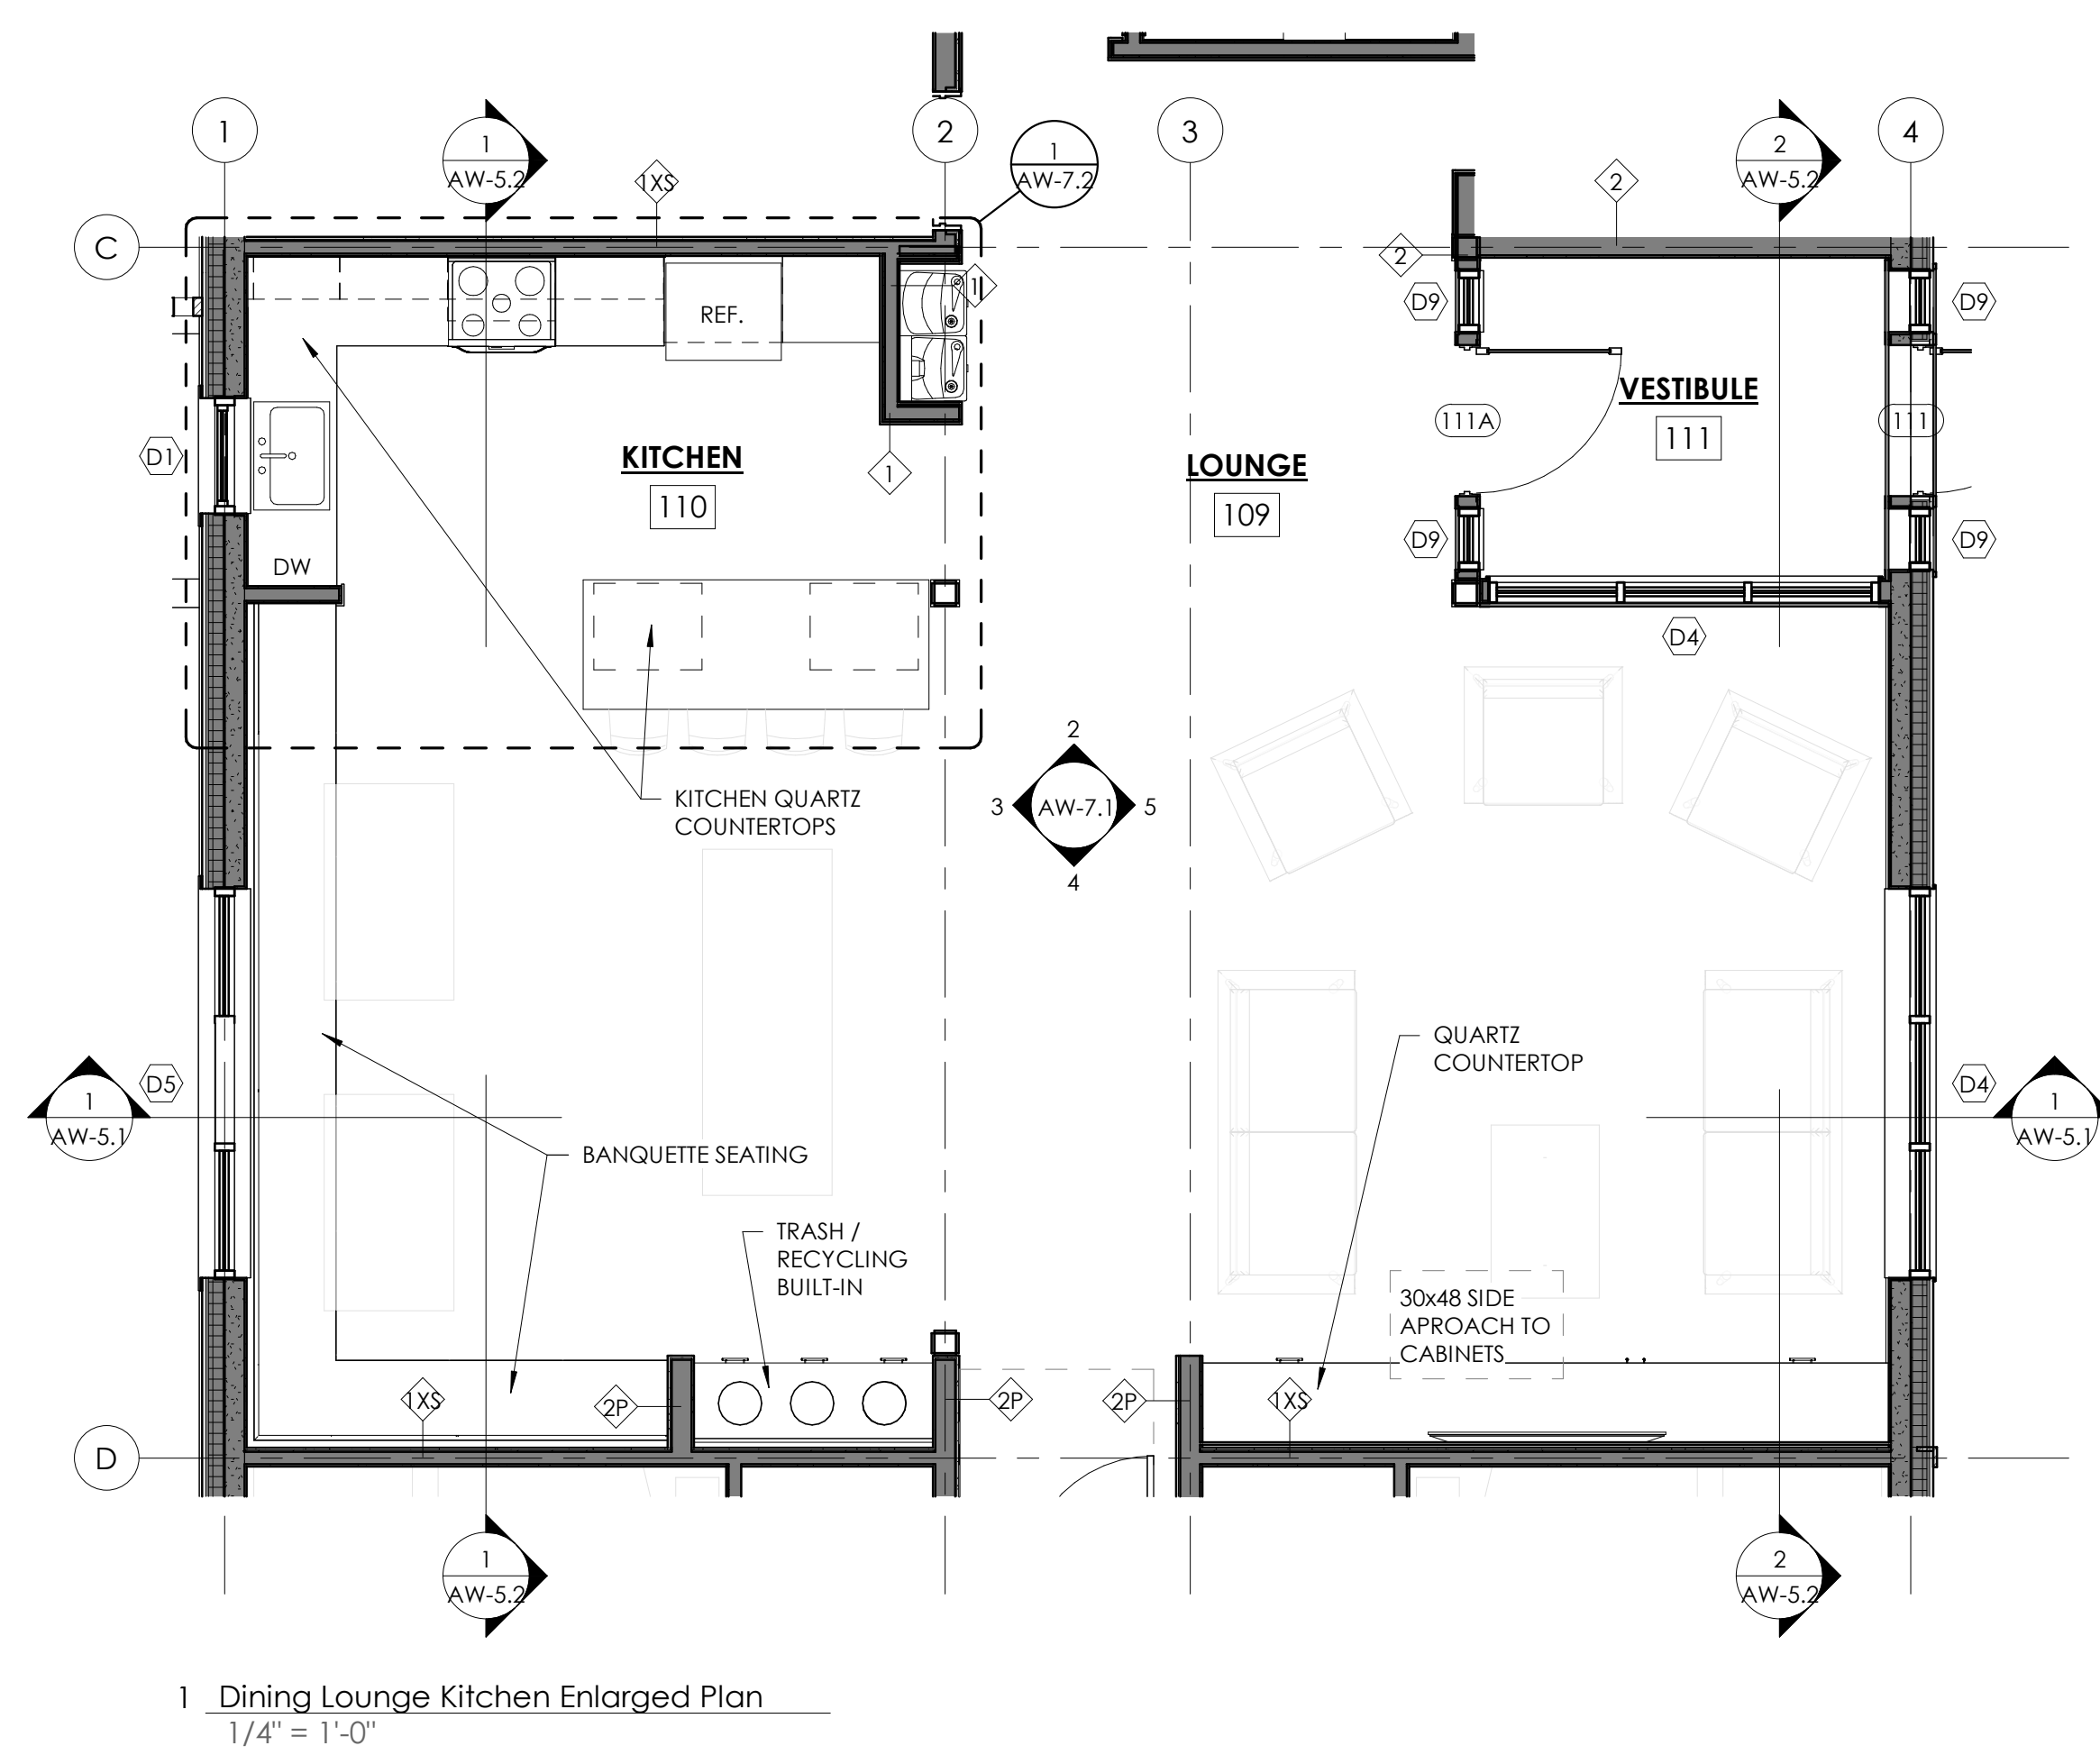 1
2
3
4
1
AW-5.2
1XS
1
AW-7.2
2
AW-5.2
2
C
2
REF.
1
D9
D9
VESTIBULE
111
111A
111
KITCHEN
110
D1
1
LOUNGE
109
D9
D9
DW
D4
2
3
AW-7.1
5
4
KITCHEN QUARTZ
COUNTERTOPS
QUARTZ
COUNTERTOP
D5
D4
1
AW-5.1
1
AW-5.1
BANQUETTE SEATING
TRASH /
RECYCLING
BUILT-IN
30x48 SIDE
APROACH TO
CABINETS
1XS
2P
2P
2P
1XS
D
1
AW-5.2
2
AW-5.2
1 Dining Lounge Kitchen Enlarged Plan
1/4" = 1'-0"